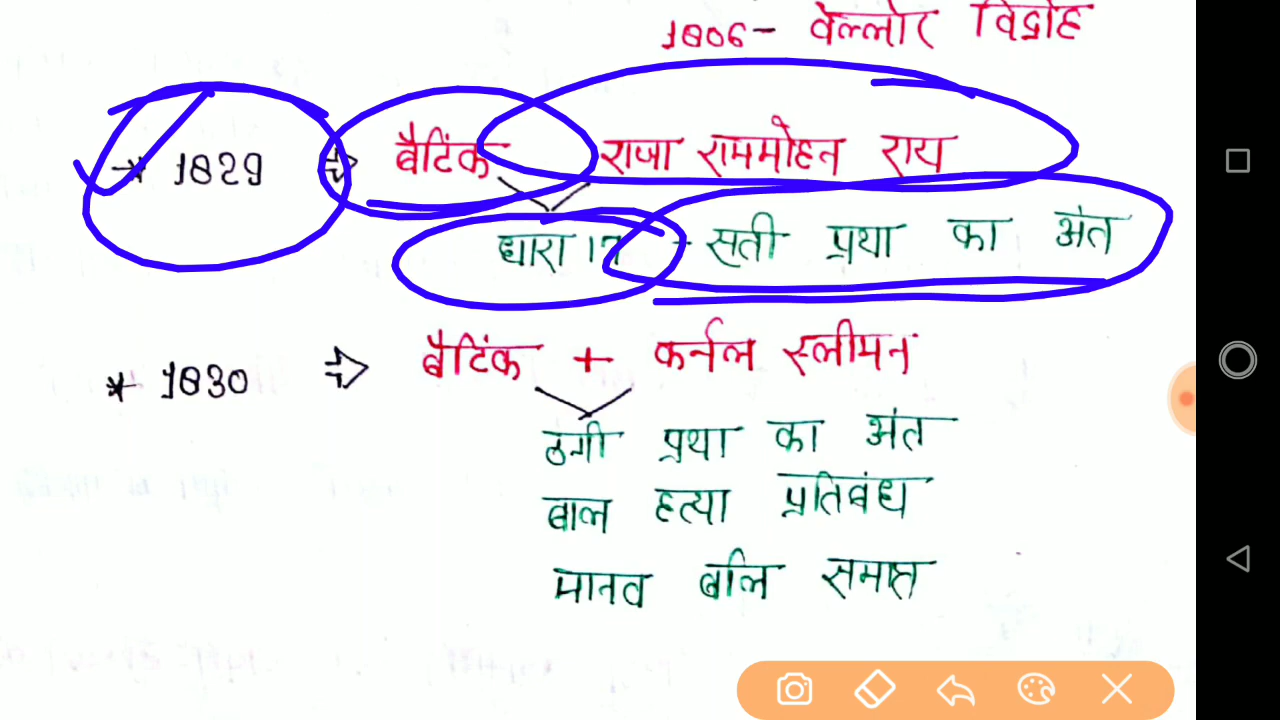 1806 - वेल्लोर विद्रोह
* 1829 ⇒ बैटिंक राजा राममोहन राय
धारा 17 - सती प्रथा का अंत
* 1830 ⇒ बैटिंक + कर्नल स्लीमन
ठगी प्रथा का अंत
बाल हत्या प्रतिबंध
मानव बलि समाप्त